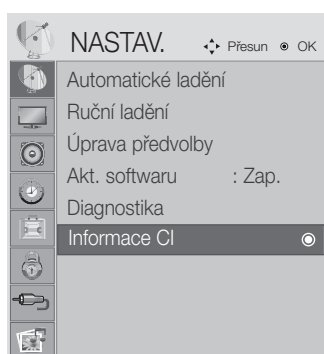 NASTAV. Přesun OK
Automatické ladění
Ruční ladění
Úprava předvolby
Akt. softwaru : Zap.
Diagnostika
Informace CI